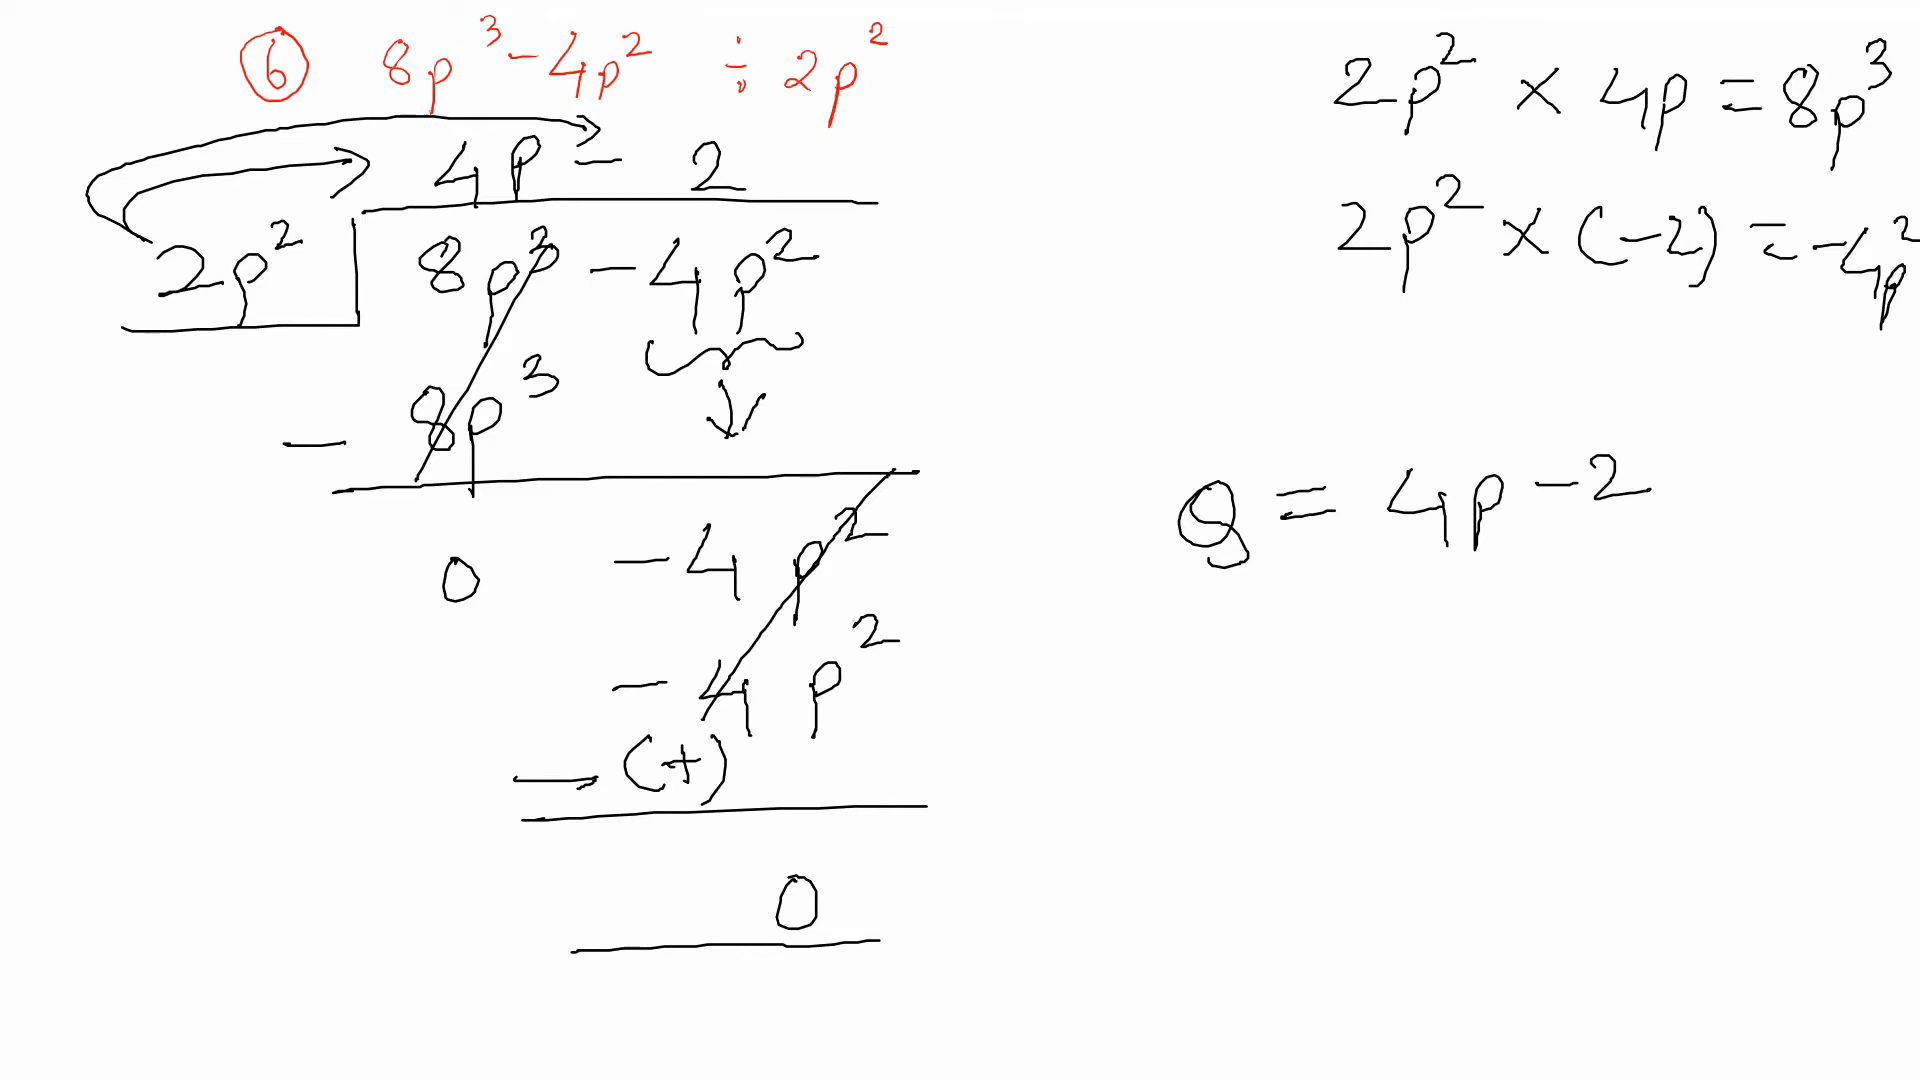 ⑥ 8p³ - 4p² ÷ 2p²
4p - 2
2p² 8p³ - 4p²
- 8p³
0 - 4p²
- 4p²
- (+)
0
2p² × 4p = 8p³
2p² × (-2) = -4p²
Q = 4p - 2